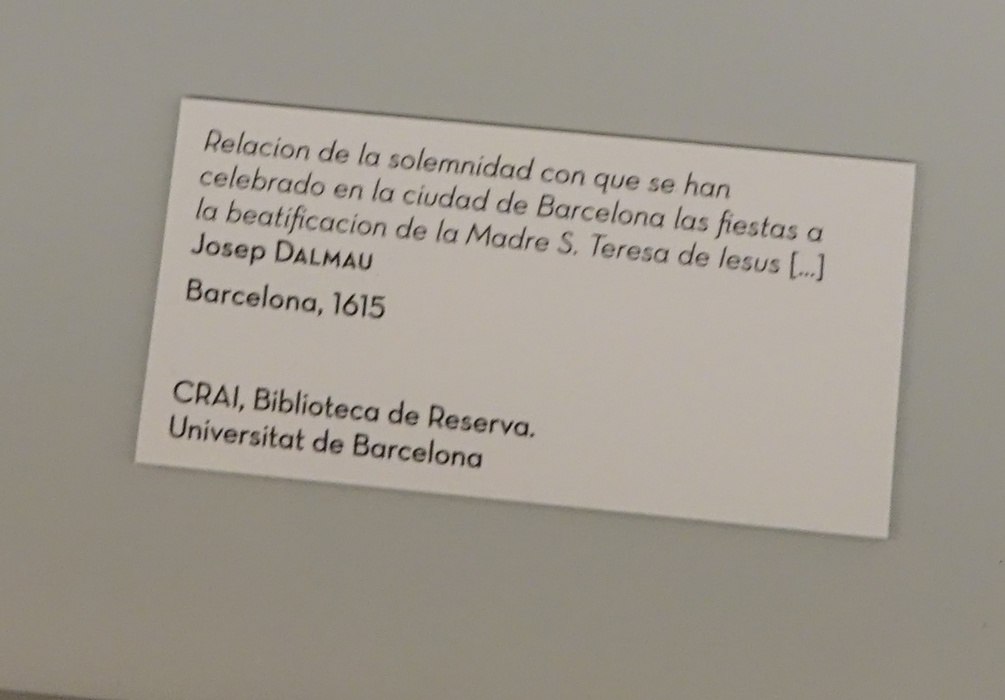 Relacion de la solemnidad con que se han
celebrado en la ciudad de Barcelona las fiestas a
la beatificacion de la Madre S. Teresa de Iesus [...]
Josep DALMAU
Barcelona, 1615
CRAI, Biblioteca de Reserva.
Universitat de Barcelona